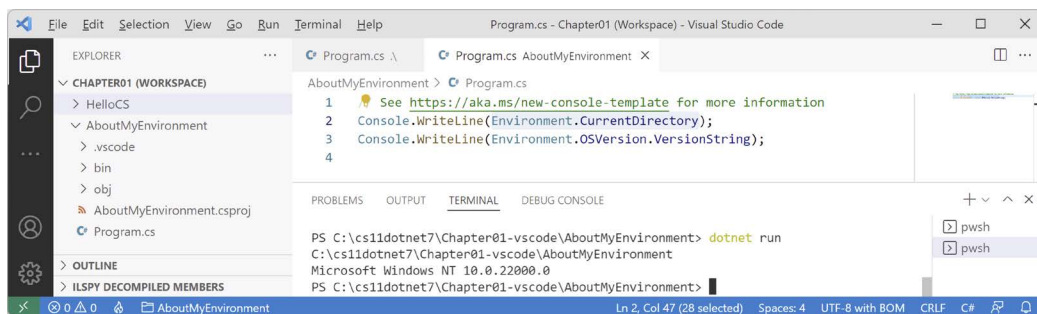 File Edit Selection View Go Run Terminal Help Program.cs - Chapter01 (Workspace) - Visual Studio Code
EXPLORER
CHAPTER01 (WORKSPACE)
HelloCS
AboutMyEnvironment
.vscode
bin
obj
AboutMyEnvironment.csproj
Program.cs
OUTLINE
ILSPY DECOMPILED MEMBERS
Program.cs .\ Program.cs AboutMyEnvironment
AboutMyEnvironment > Program.cs
1 See https://aka.ms/new-console-template for more information
2 Console.WriteLine(Environment.CurrentDirectory);
3 Console.WriteLine(Environment.OSVersion.VersionString);
4
PROBLEMS OUTPUT TERMINAL DEBUG CONSOLE
PS C:\cs11dotnet7\Chapter01-vscode\AboutMyEnvironment> dotnet run
C:\cs11dotnet7\Chapter01-vscode\AboutMyEnvironment
Microsoft Windows NT 10.0.22000.0
PS C:\cs11dotnet7\Chapter01-vscode\AboutMyEnvironment>
pwsh
pwsh
0 0 AboutMyEnvironment Ln 2, Col 47 (28 selected) Spaces: 4 UTF-8 with BOM CRLF C#